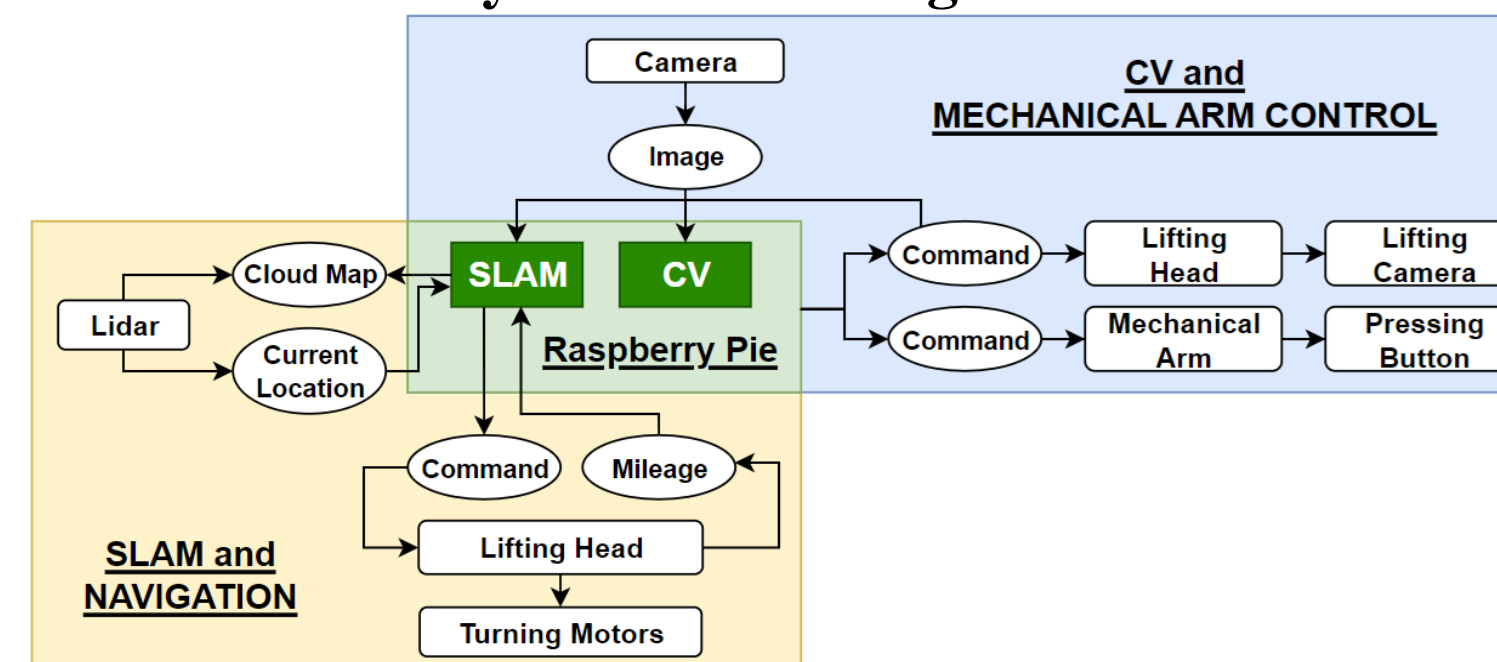 Camera
CV and
MECHANICAL ARM CONTROL
Image
SLAM
CV
Cloud Map
Command
Lifting
Head
Lifting
Camera
Lidar
Raspberry Pie
Command
Mechanical
Arm
Pressing
Button
Current
Location
Command
Mileage
Lifting Head
SLAM and
NAVIGATION
Turning Motors